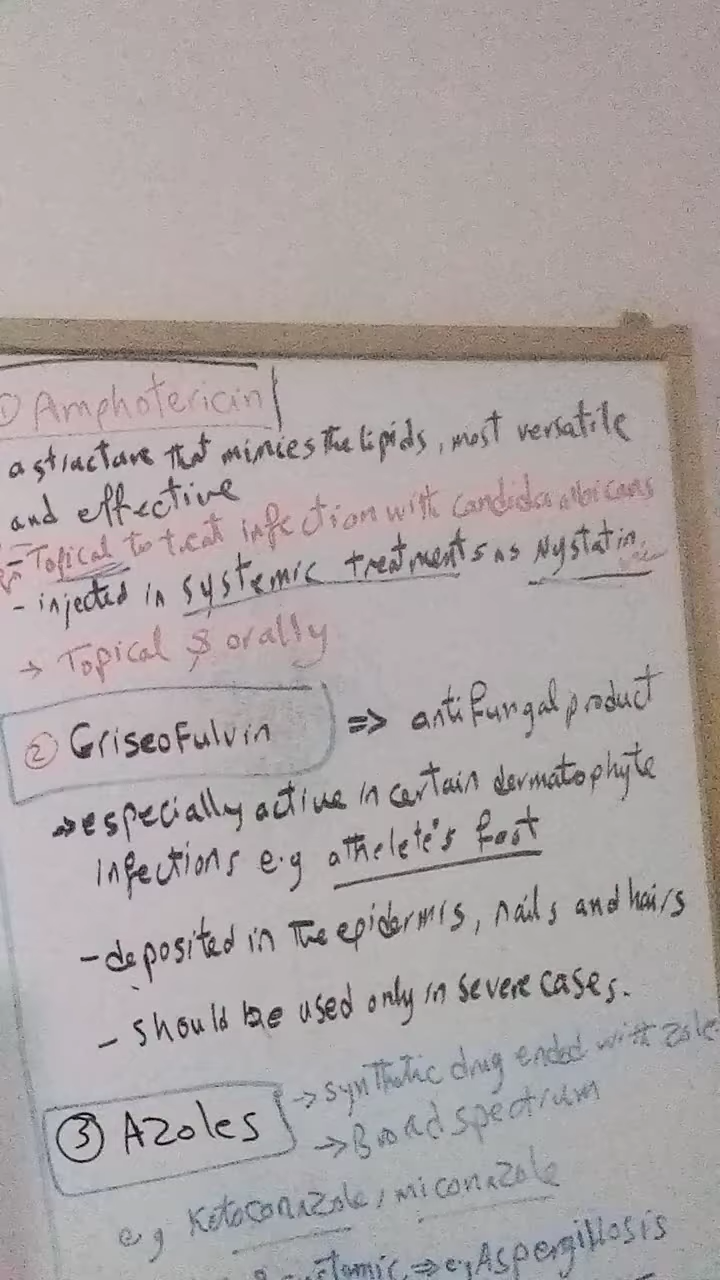 ① Amphotericin
a structure that mimics the lipids, most versatile
and effective
- Topical to treat infection with candida albicans
- injected in systemic treatments as Nystatin
→ Topical & orally
② Griseofulvin ⇒ antifungal product
→ especially active in certain dermatophyte
infections e.g athelete's foot
- deposited in the epidermis, nails and hairs
- should be used only in severe cases.
③ Azoles → synthetic drug ended with zole
→ Broad spectrum
e.g Ketoconazole, miconazole
⇒ e.g Aspergillosis